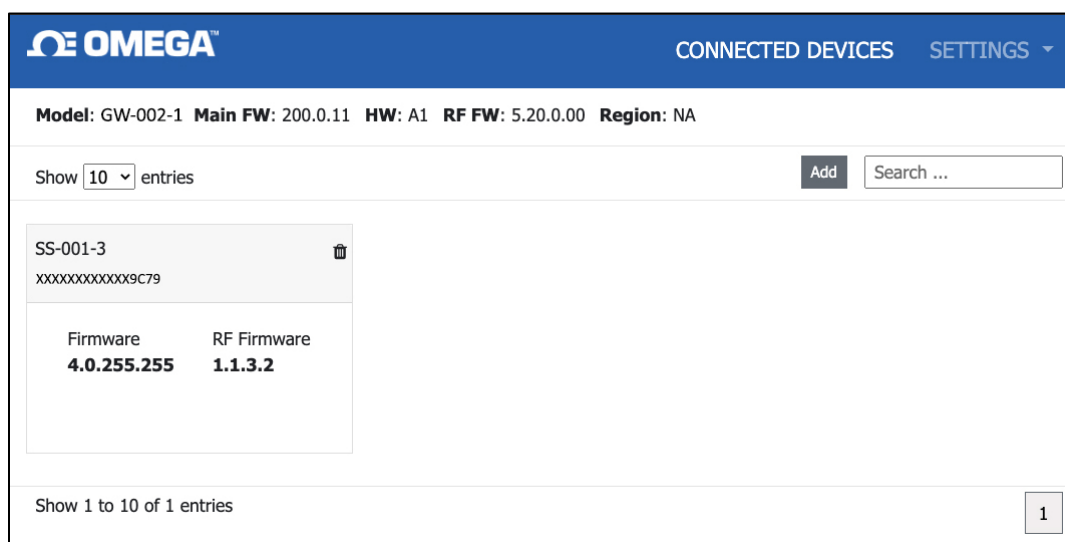 OMEGA™
CONNECTED DEVICES SETTINGS
Model: GW-002-1 Main FW: 200.0.11 HW: A1 RF FW: 5.20.0.00 Region: NA
Show 10 entries Add Search ...
SS-001-3
XXXXXXXXXXXX9C79
Firmware RF Firmware
4.0.255.255 1.1.3.2
Show 1 to 10 of 1 entries 1